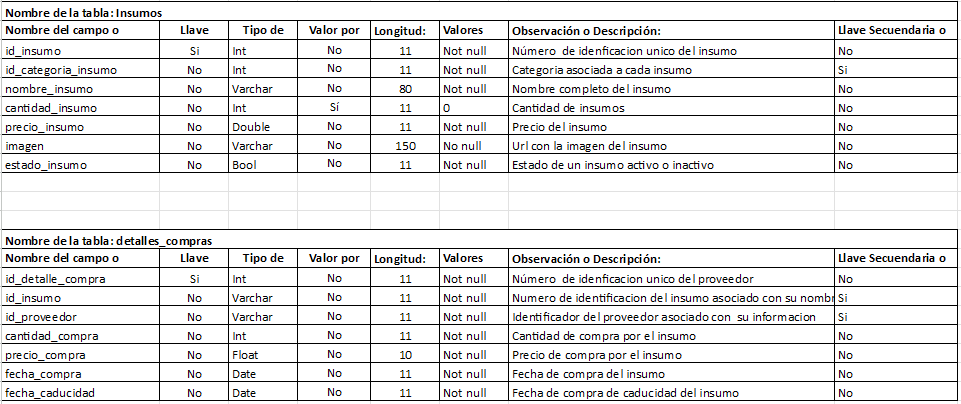 Nombre de la tabla: Insumos
Nombre del campo o Llave Tipo de Valor por Longitud: Valores Observación o Descripción: Llave Secuendaria o
id_insumo Si Int No 11 Not null Número de idenficacion unico del insumo No
id_categoria_insumo No Int No 11 Not null Categoria asociada a cada insumo Si
nombre_insumo No Varchar No 80 Not null Nombre completo del insumo No
cantidad_insumo No Int Sí 11 0 Cantidad de insumos No
precio_insumo No Double No 11 Not null Precio del insumo No
imagen No Varchar No 150 No null Url con la imagen del insumo No
estado_insumo No Bool No 11 Not null Estado de un insumo activo o inactivo No
Nombre de la tabla: detalles_compras
Nombre del campo o Llave Tipo de Valor por Longitud: Valores Observación o Descripción: Llave Secuendaria o
id_detalle_compra Si Int No 11 Not null Número de idenficacion unico del proveedor No
id_insumo No Varchar No 11 Not null Numero de identificacion del insumo asociado con su nombr Si
id_proveedor No Varchar No 11 Not null Identificador del proveedor asociado con su informacion Si
cantidad_compra No Int No 11 Not null Cantidad de compra por el insumo No
precio_compra No Float No 10 Not null Precio de compra por el insumo No
fecha_compra No Date No 11 Not null Fecha de compra del insumo No
fecha_caducidad No Date No 11 Not null Fecha de compra de caducidad del insumo No